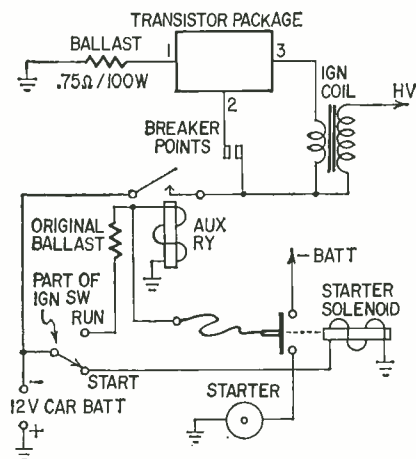 TRANSISTOR PACKAGE
BALLAST
1
3
.75Ω/100W
2
IGN
COIL
HV
BREAKER
POINTS
ORIGINAL
BALLAST
AUX
RY
-BATT
PART OF
IGN SW
RUN
STARTER
SOLENOID
START
-
12V CAR BATT
+
STARTER